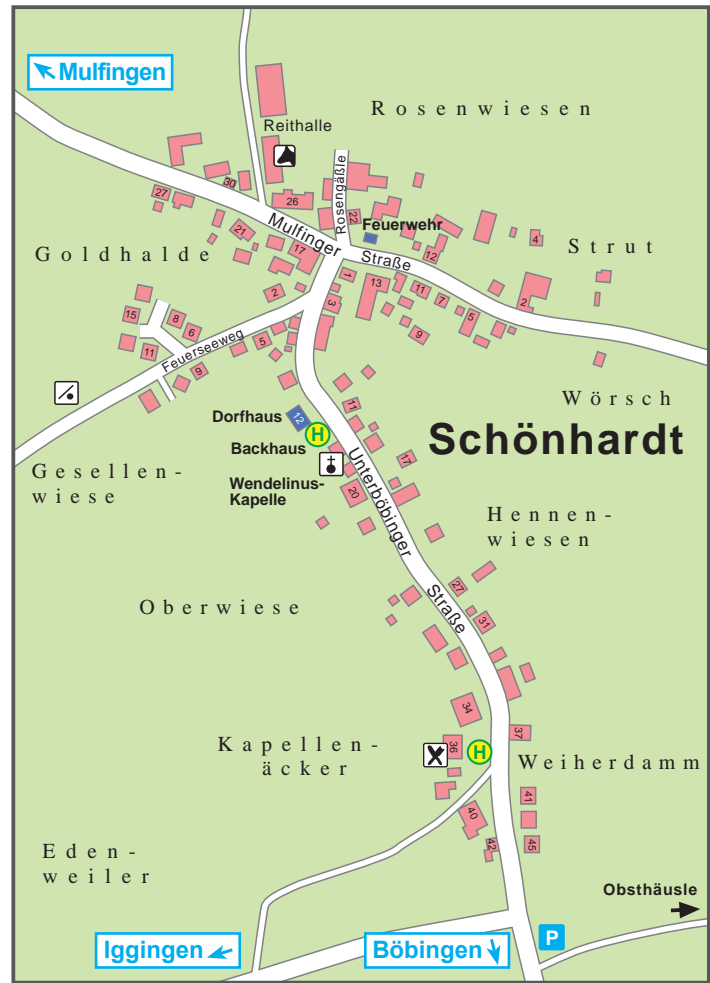 Mulfingen
Rosenwiesen
Reithalle
Rosengäßle
30
27
26
22
Feuerwehr
21
Mulfinger
Straße
17
12
4
Strut
Goldhalde
1
13
11
7
2
2
3
5
9
15
8
6
11
5
9
Feuerseeweg
Wörsch
Dorfhaus
12
H
11
Schönhardt
Backhaus
17
Gesellen-
wiese
Wendelinus-
Kapelle
20
Unterböbinger
Straße
Hennen-
wiesen
27
31
Oberwiese
34
Kapellen-
äcker
36
H
37
Weiherdamm
41
40
42
45
Eden-
weiler
Obsthäusle
Iggingen
Böbingen
P